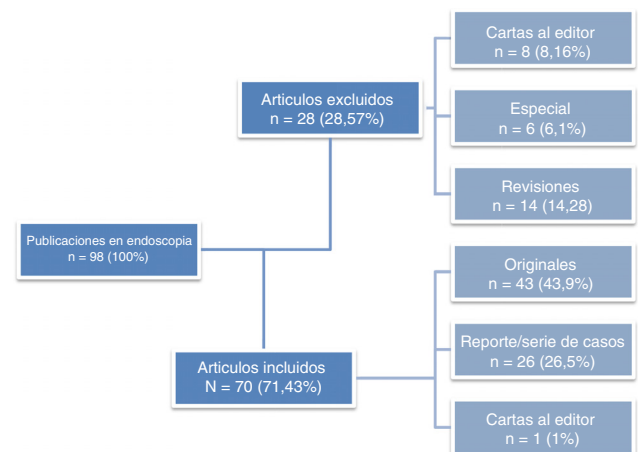 Cartas al editor
n = 8 (8,16%)
Articulos excluidos
n = 28 (28,57%)
Especial
n = 6 (6,1%)
Revisiones
n = 14 (14,28)
Publicaciones en endoscopia
n = 98 (100%)
Originales
n = 43 (43,9%)
Reporte/serie de casos
n = 26 (26,5%)
Articulos incluidos
N = 70 (71,43%)
Cartas al editor
n = 1 (1%)